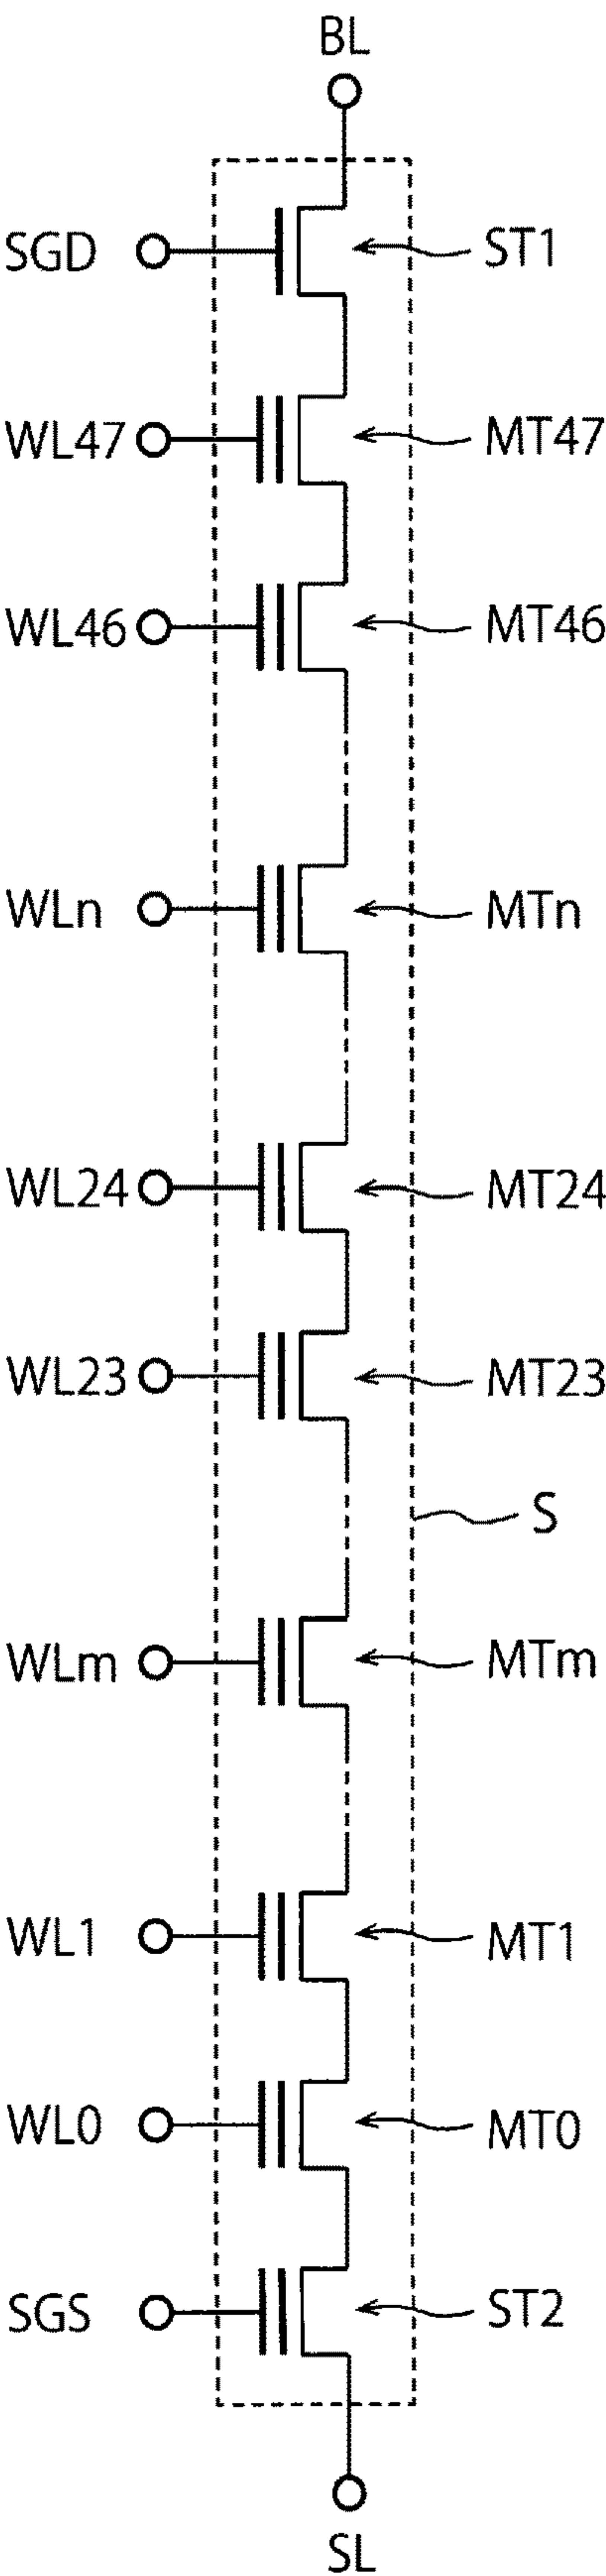 BL
SGD ST1
WL47 MT47
WL46 MT46
WLn MTn
WL24 MT24
WL23 MT23
S
WLm MTm
WL1 MT1
WL0 MT0
SGS ST2
SL